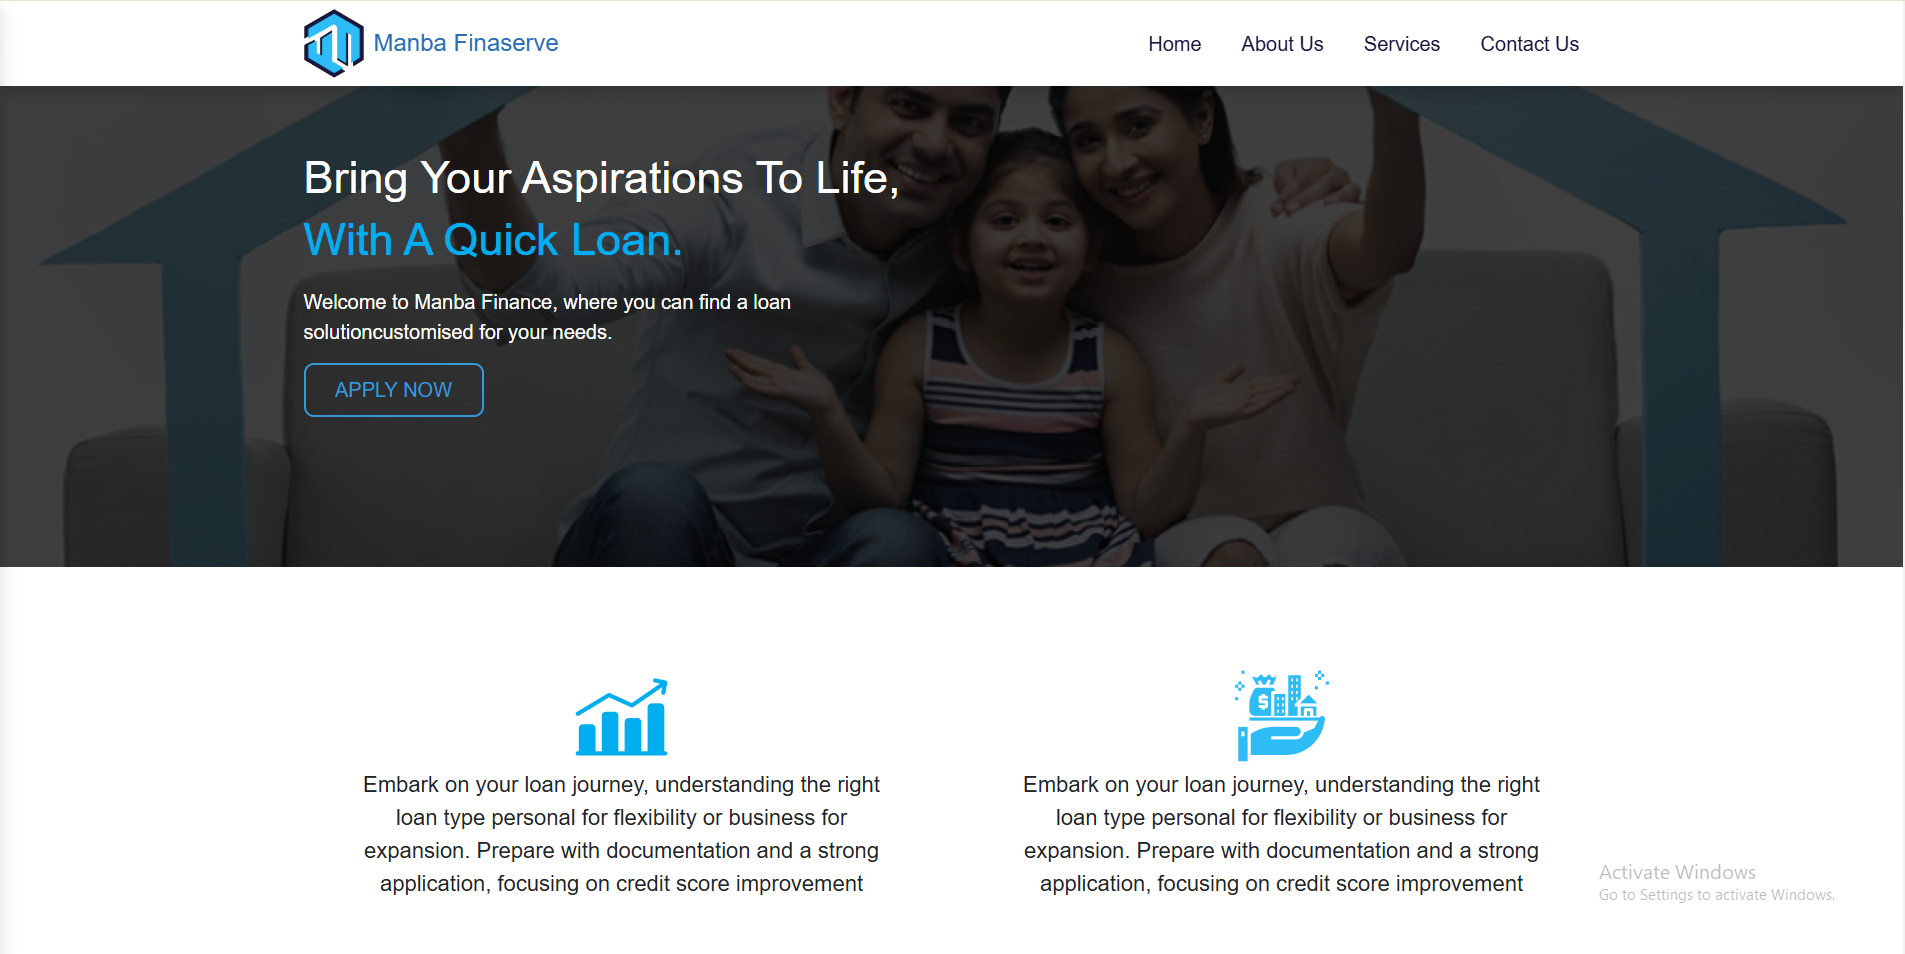 Manba Finaserve
Home
About Us
Services
Contact Us
Bring Your Aspirations To Life,
With A Quick Loan.
Welcome to Manba Finance, where you can find a loan
solutioncustomised for your needs.
APPLY NOW
Embark on your loan journey, understanding the right
loan type personal for flexibility or business for
expansion. Prepare with documentation and a strong
application, focusing on credit score improvement
Embark on your loan journey, understanding the right
loan type personal for flexibility or business for
expansion. Prepare with documentation and a strong
application, focusing on credit score improvement
Activate Windows
Go to Settings to activate Windows.